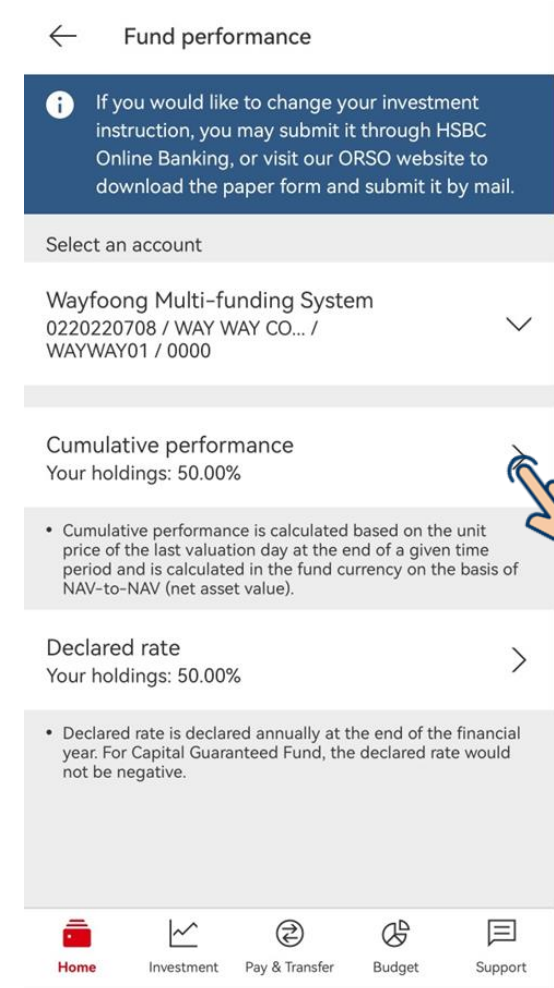 Fund performance
If you would like to change your investment
instruction, you may submit it through HSBC
Online Banking, or visit our ORSO website to
download the paper form and submit it by mail.
Select an account
Wayfoong Multi-funding System
0220220708 / WAY WAY CO... /
WAYWAY01 / 0000
Cumulative performance
Your holdings: 50.00%
• Cumulative performance is calculated based on the unit
price of the last valuation day at the end of a given time
period and is calculated in the fund currency on the basis of
NAV-to-NAV (net asset value).
Declared rate
Your holdings: 50.00%
• Declared rate is declared annually at the end of the financial
year. For Capital Guaranteed Fund, the declared rate would
not be negative.
Home Investment Pay & Transfer Budget Support